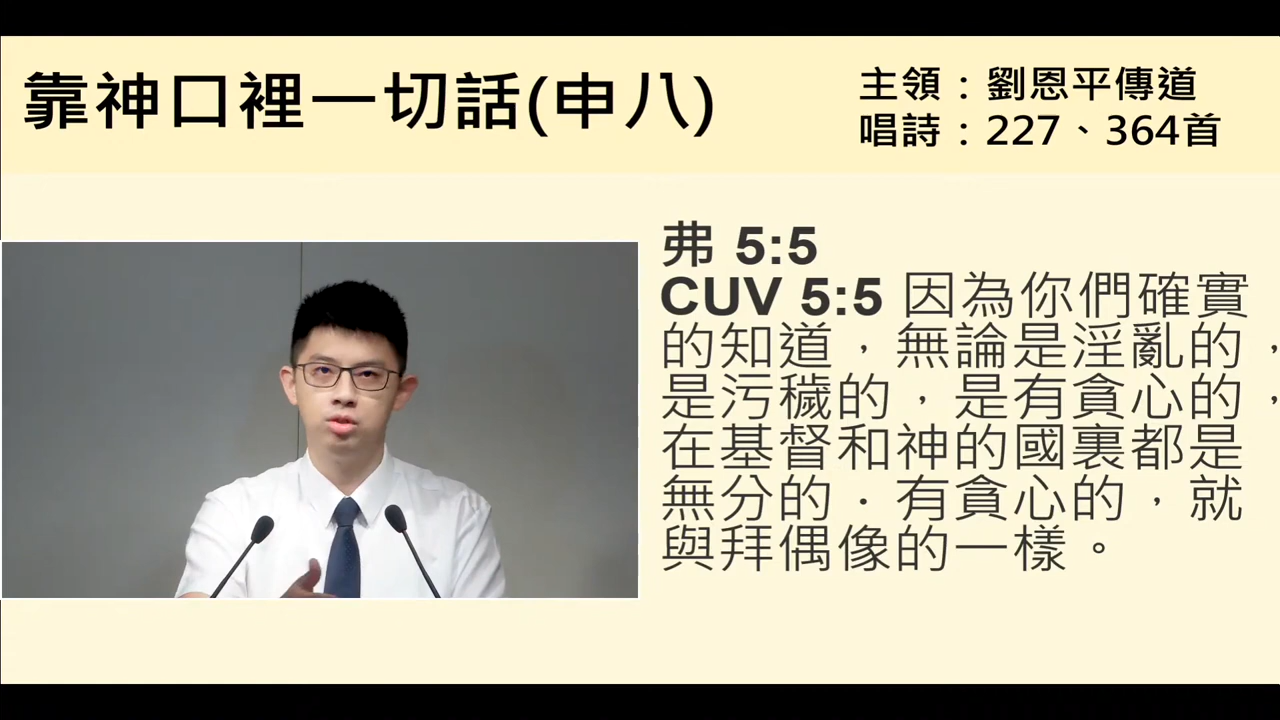 靠神口裡一切話(申八)
主領：劉恩平傳道
唱詩：227、364首
弗 5:5
CUV 5:5 因為你們確實
的知道，無論是淫亂的，
是污穢的，是有貪心的，
在基督和神的國裏都是
無分的．有貪心的，就
與拜偶像的一樣。